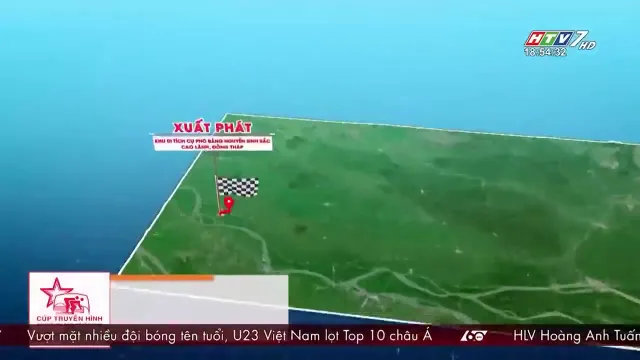 HTV7 HD
18:54:32
XUẤT PHÁT
KHU DI TÍCH CỤ PHÓ BẢNG NGUYỄN SINH SẮC
CAO LÃNH, ĐỒNG THÁP
CÚP TRUYỀN HÌNH
Vượt mặt nhiều đội bóng tên tuổi, U23 Việt Nam lọt Top 10 châu Á
HLV Hoàng Anh Tuấ